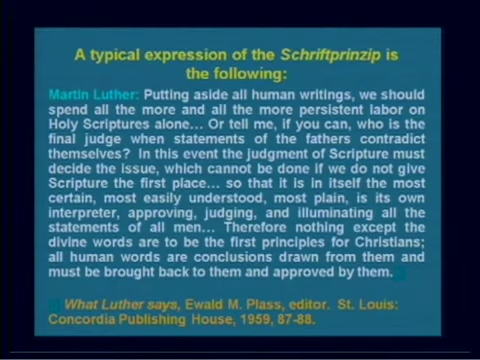 A typical expression of the Schriftprinzip is
the following:
Martin Luther: Putting aside all human writings, we should
spend all the more and all the more persistent labor on
Holy Scriptures alone... Or tell me, if you can, who is the
final judge when statements of the fathers contradict
themselves? In this event the judgment of Scripture must
decide the issue, which cannot be done if we do not give
Scripture the first place... so that it is in itself the most
certain, most easily understood, most plain, is its own
interpreter, approving, judging, and illuminating all the
statements of all men... Therefore nothing except the
divine words are to be the first principles for Christians;
all human words are conclusions drawn from them and
must be brought back to them and approved by them.
What Luther says, Ewald M. Plass, editor. St. Louis:
Concordia Publishing House, 1959, 87-88.